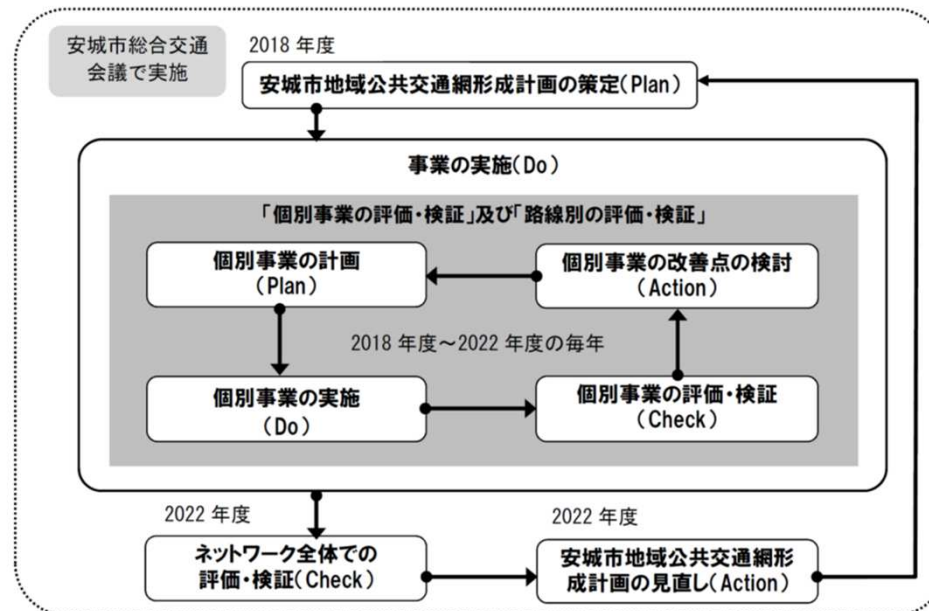 安城市総合交通
会議で実施
2018 年度
安城市地域公共交通網形成計画の策定(Plan)
事業の実施(Do)
「個別事業の評価・検証」及び「路線別の評価・検証」
個別事業の計画
(Plan)
個別事業の改善点の検討
(Action)
2018 年度～2022 年度の毎年
個別事業の実施
(Do)
個別事業の評価・検証
(Check)
2022 年度
ネットワーク全体での
評価・検証(Check)
2022 年度
安城市地域公共交通網形
成計画の見直し(Action)